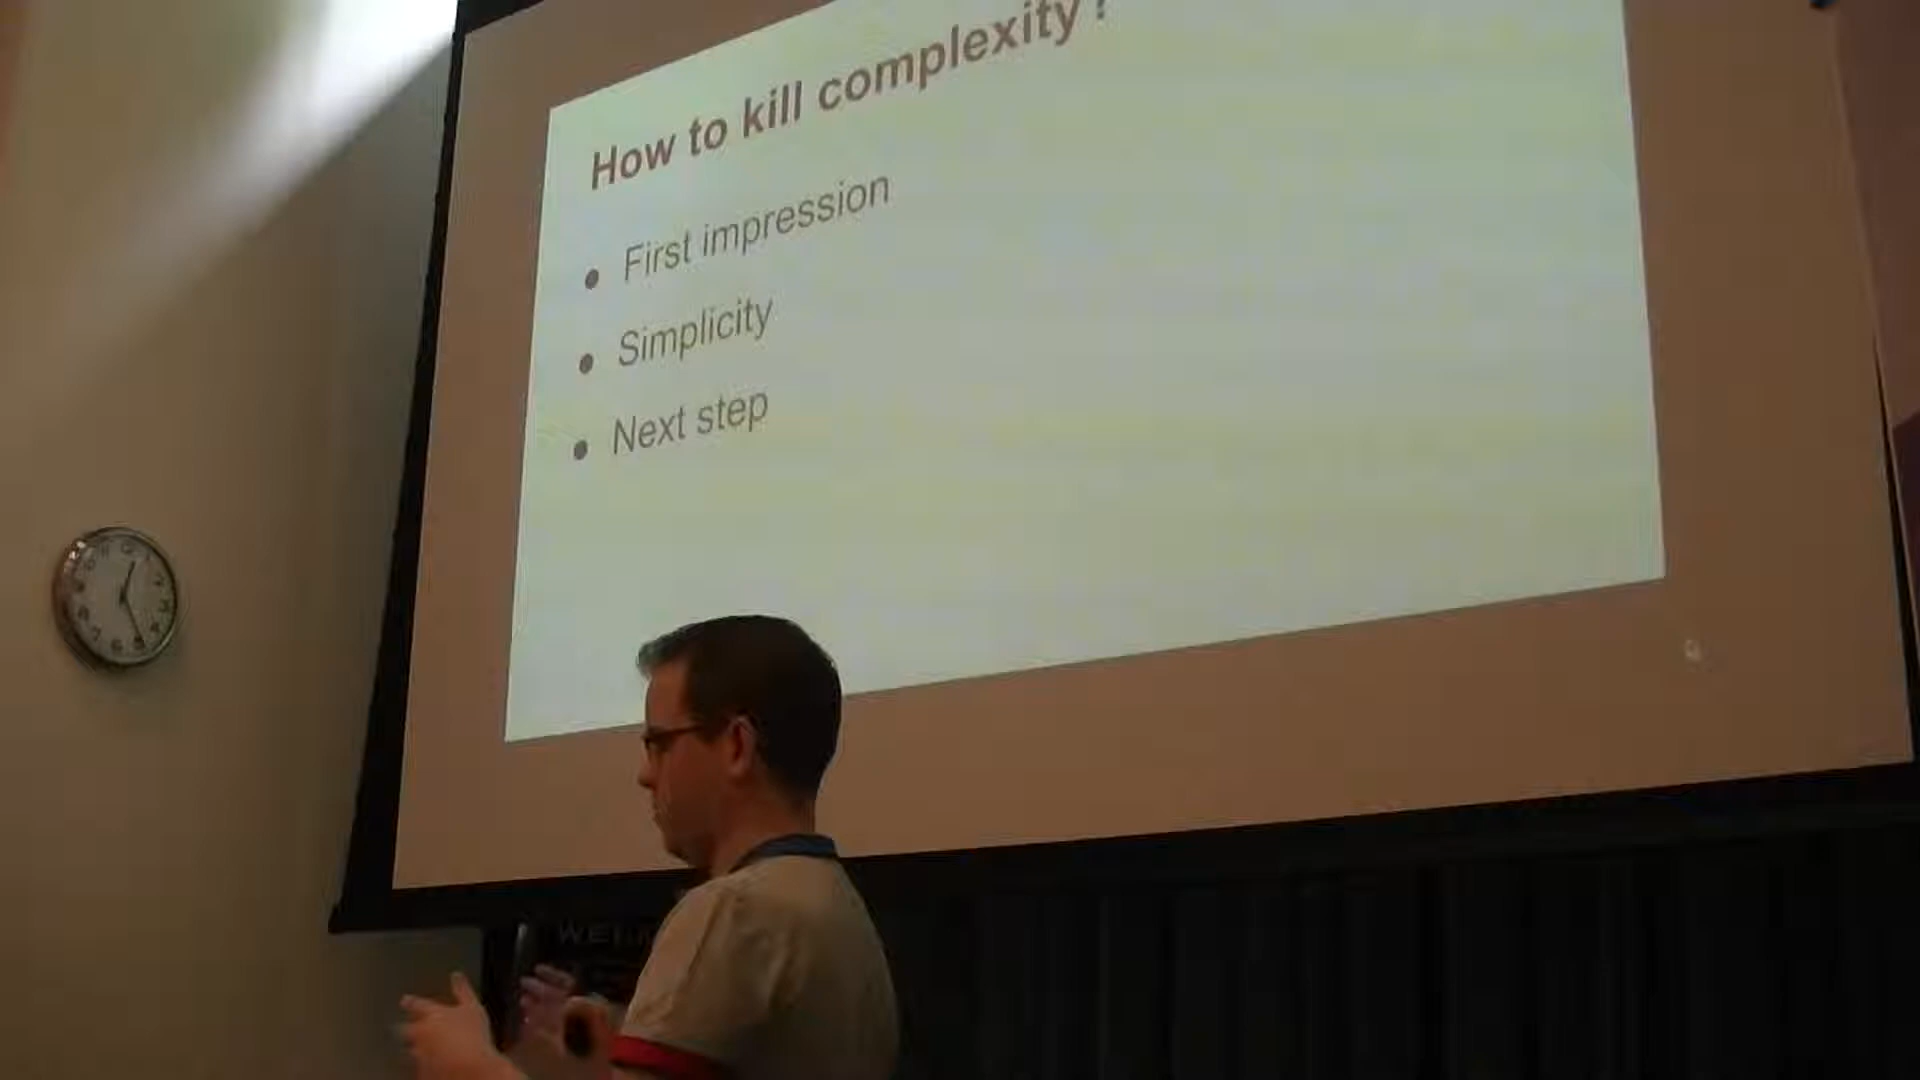 How to kill complexity?
• First impression
• Simplicity
• Next step